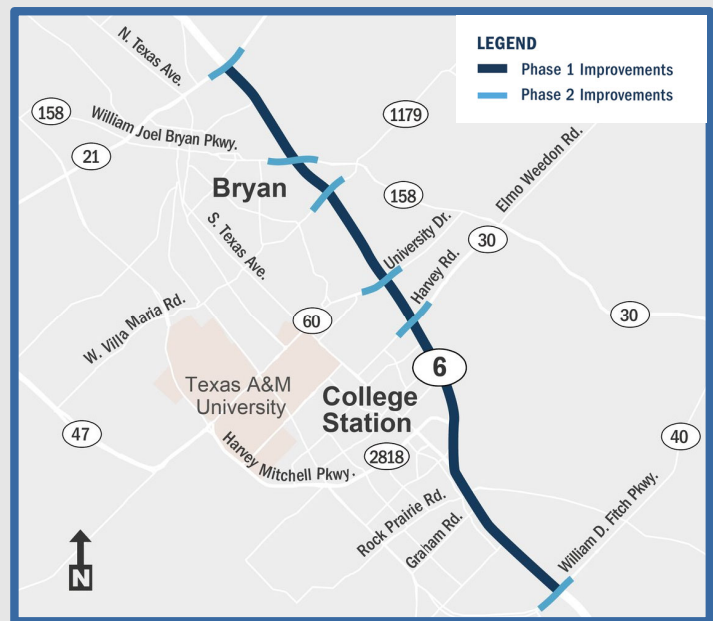 LEGEND
Phase 1 Improvements
Phase 2 Improvements
N. Texas Ave.
158
William Joel Bryan Pkwy.
21
1179
Bryan
158
Elmo Weedon Rd.
S. Texas Ave.
University Dr.
30
Harvey Rd.
W. Villa Maria Rd.
60
30
6
Texas A&M
University
College
Station
47
Harvey Mitchell Pkwy.
2818
40
Rock Prairie Rd.
Graham Rd.
William D. Fitch Pkwy.
N